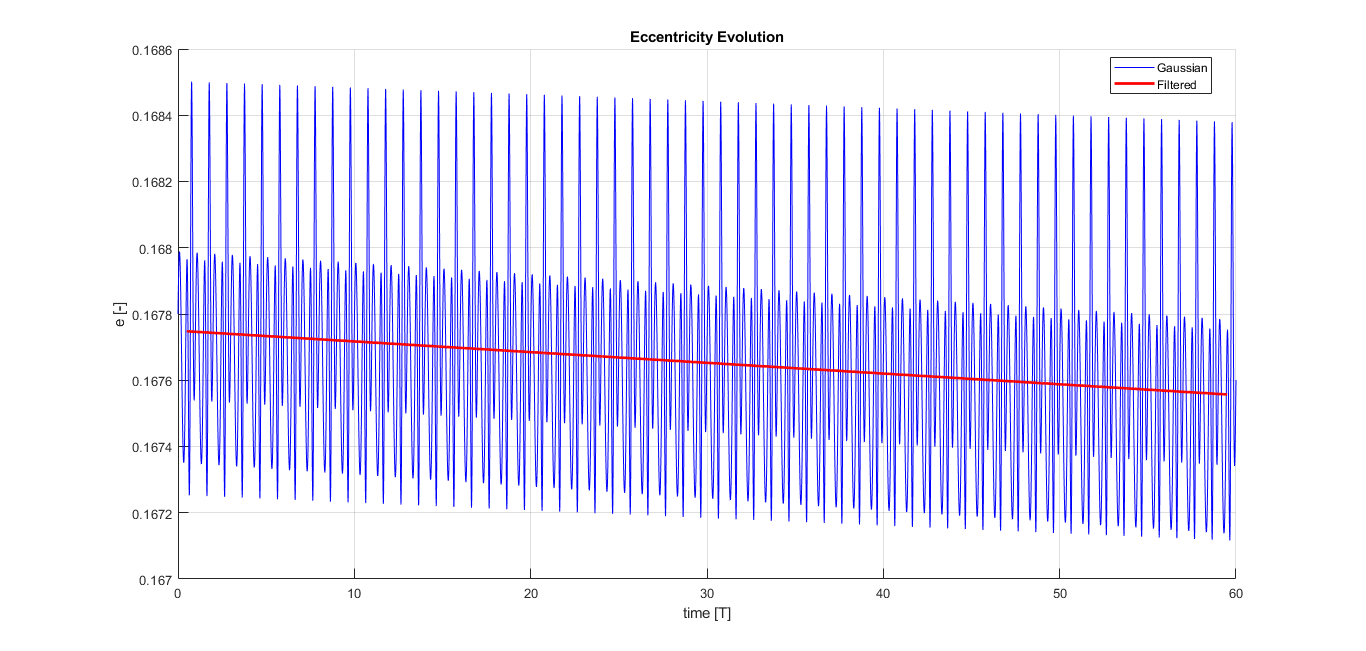 Eccentricity Evolution
Gaussian
Filtered
0.1686
0.1684
0.1682
0.168
0.1678
0.1676
0.1674
0.1672
0.167
e [-]
0 10 20 30 40 50 60
time [T]